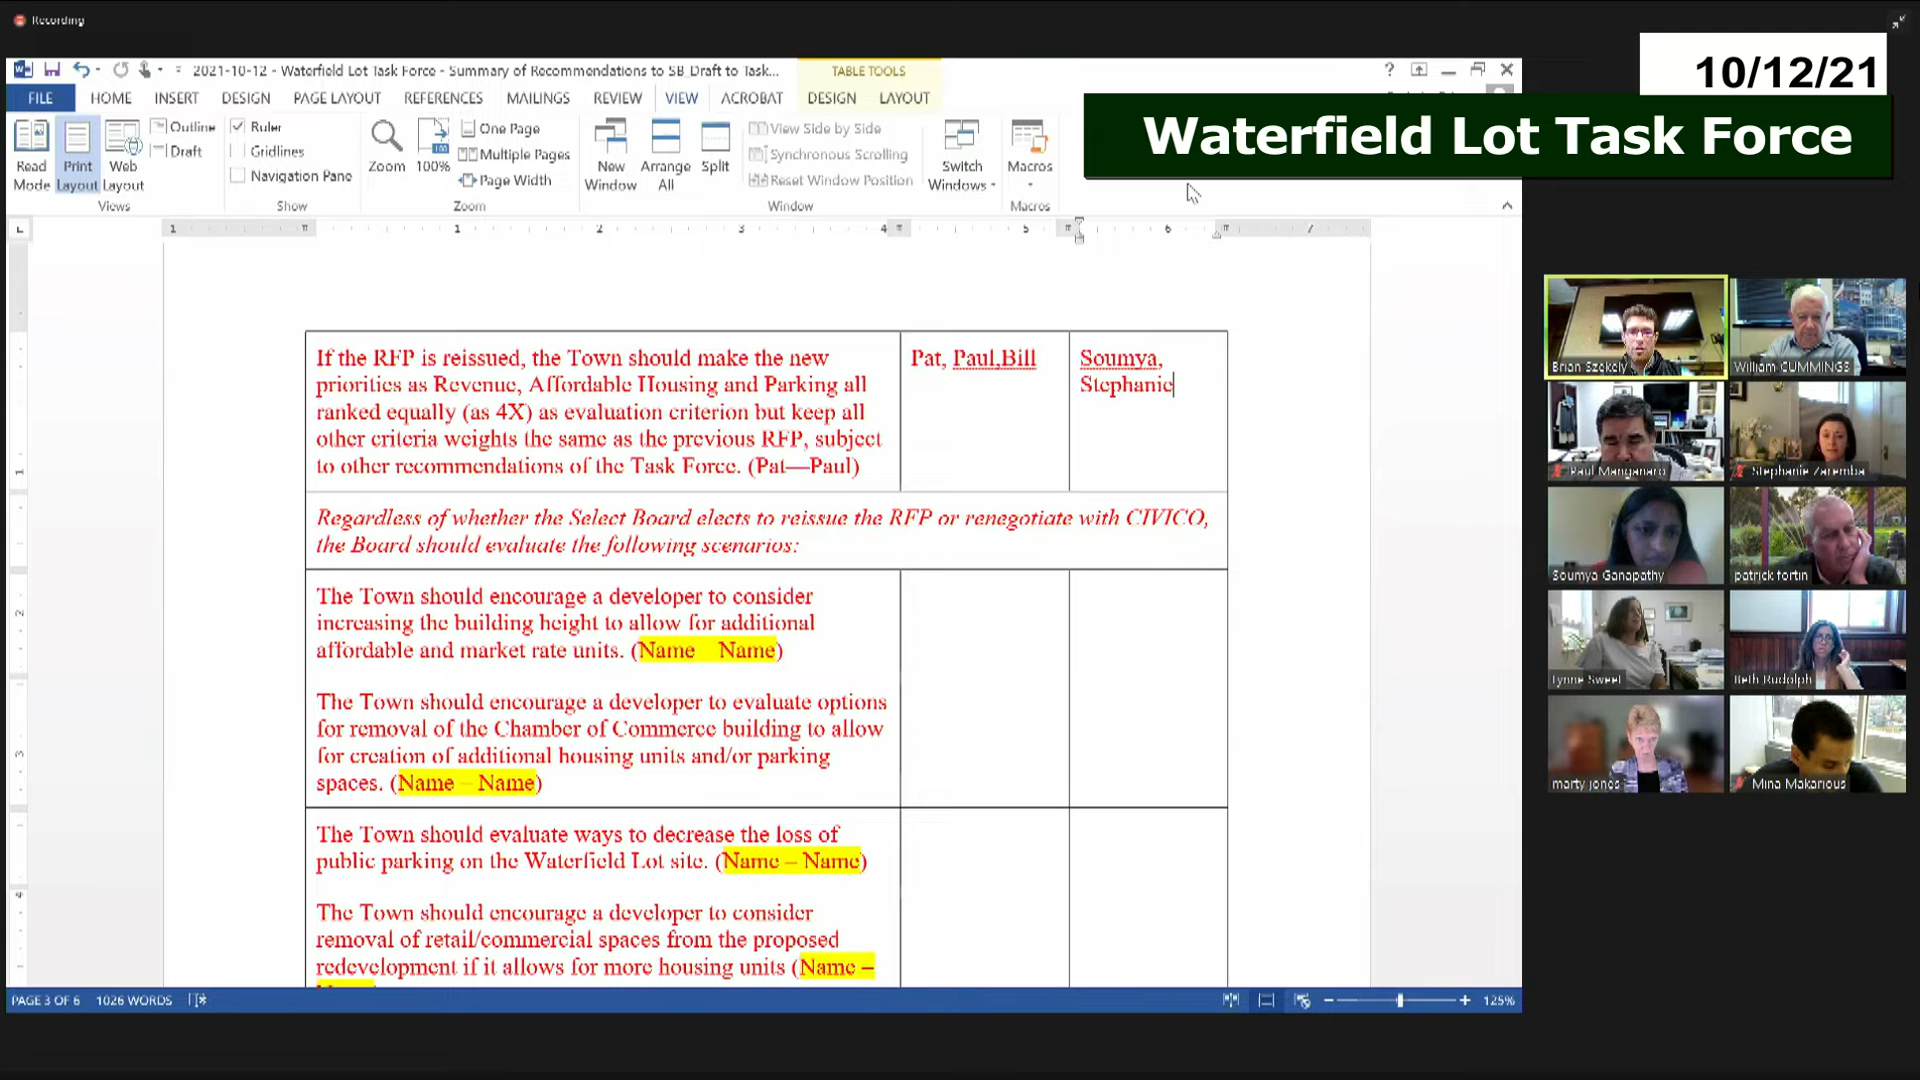 Recording
2021-10-12 - Waterfield Lot Task Force - Summary of Recommendations to SB_Draft to Task...
TABLE TOOLS
?
10/12/21
FILE HOME INSERT DESIGN PAGE LAYOUT REFERENCES MAILINGS REVIEW VIEW ACROBAT DESIGN LAYOUT
Waterfield Lot Task Force
Read Mode
Print Layout
Web Layout
Outline
Draft
Views
Ruler
Gridlines
Navigation Pane
Show
Zoom
100%
One Page
Multiple Pages
Page Width
Zoom
New Window
Arrange All
Split
View Side by Side
Synchronous Scrolling
Reset Window Position
Window
Switch Windows
Macros
Macros
1 1 2 3 4 5 6 7
If the RFP is reissued, the Town should make the new
priorities as Revenue, Affordable Housing and Parking all
ranked equally (as 4X) as evaluation criterion but keep all
other criteria weights the same as the previous RFP, subject
to other recommendations of the Task Force. (Pat—Paul)
Pat, Paul,Bill
Soumya,
Stephanie
Regardless of whether the Select Board elects to reissue the RFP or renegotiate with CIVICO,
the Board should evaluate the following scenarios:
The Town should encourage a developer to consider
increasing the building height to allow for additional
affordable and market rate units. (Name – Name)
The Town should encourage a developer to evaluate options
for removal of the Chamber of Commerce building to allow
for creation of additional housing units and/or parking
spaces. (Name – Name)
The Town should evaluate ways to decrease the loss of
public parking on the Waterfield Lot site. (Name – Name)
The Town should encourage a developer to consider
removal of retail/commercial spaces from the proposed
redevelopment if it allows for more housing units (Name –
PAGE 3 OF 6 1026 WORDS
125%
Brian Szekely
William CUMMINGS
Paul Manganaro
Stephanie Zaremba
Soumya Ganapathy
patrick fortin
Lynne Sweet
Beth Rudolph
marty jones
Mina Makarious